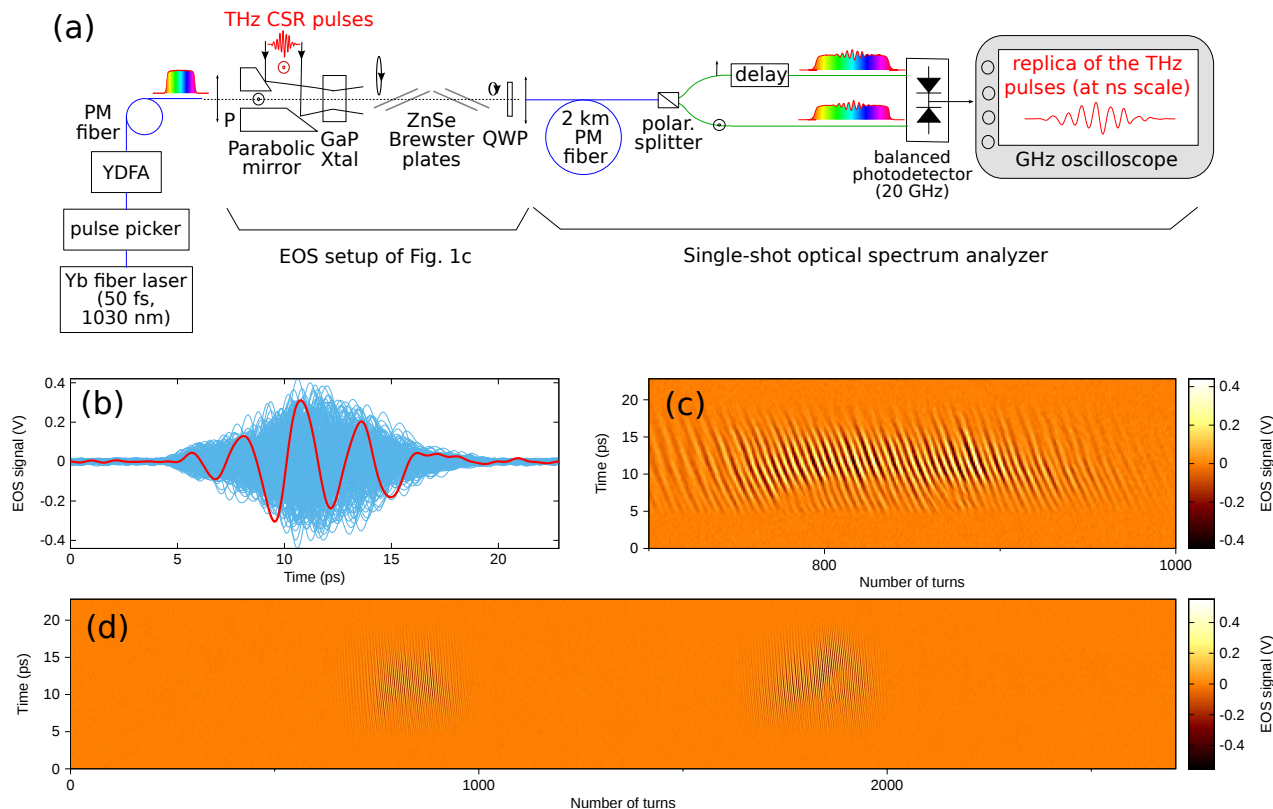 (a)
THz CSR pulses
PM
fiber
P
Parabolic
mirror
GaP
Xtal
ZnSe
Brewster
plates
QWP
2 km
PM
fiber
polar.
splitter
delay
balanced
photodetector
(20 GHz)
replica of the THz
pulses (at ns scale)
GHz oscilloscope
YDFA
pulse picker
Yb fiber laser
(50 fs,
1030 nm)
EOS setup of Fig. 1c
Single-shot optical spectrum analyzer
(b)
EOS signal (V)
0.4
0.2
0
-0.2
-0.4
0 5 10 15 20
Time (ps)
(c)
Time (ps)
20
15
10
5
0
800 1000
Number of turns
0.4
0.2
0
-0.2
-0.4
EOS signal (V)
(d)
Time (ps)
20
15
10
5
0
0 1000 2000
Number of turns
0.4
0.2
0
-0.2
-0.4
EOS signal (V)